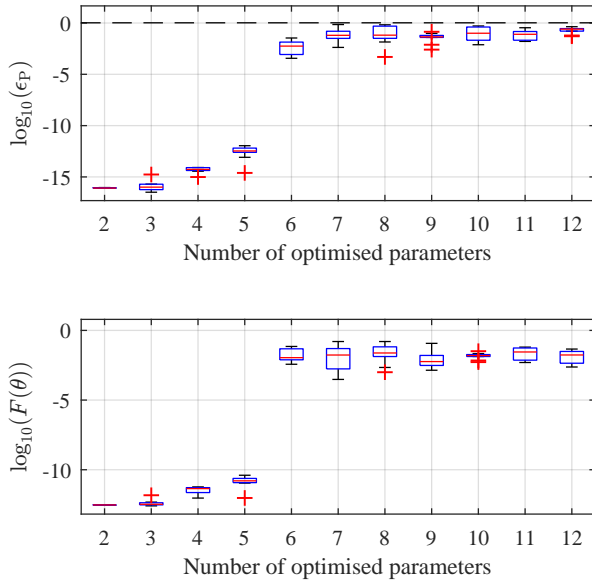 0
-5
-10
-15
log₁₀(ϵ_P)
2 3 4 5 6 7 8 9 10 11 12
Number of optimised parameters
0
-5
-10
log₁₀(F(θ))
2 3 4 5 6 7 8 9 10 11 12
Number of optimised parameters